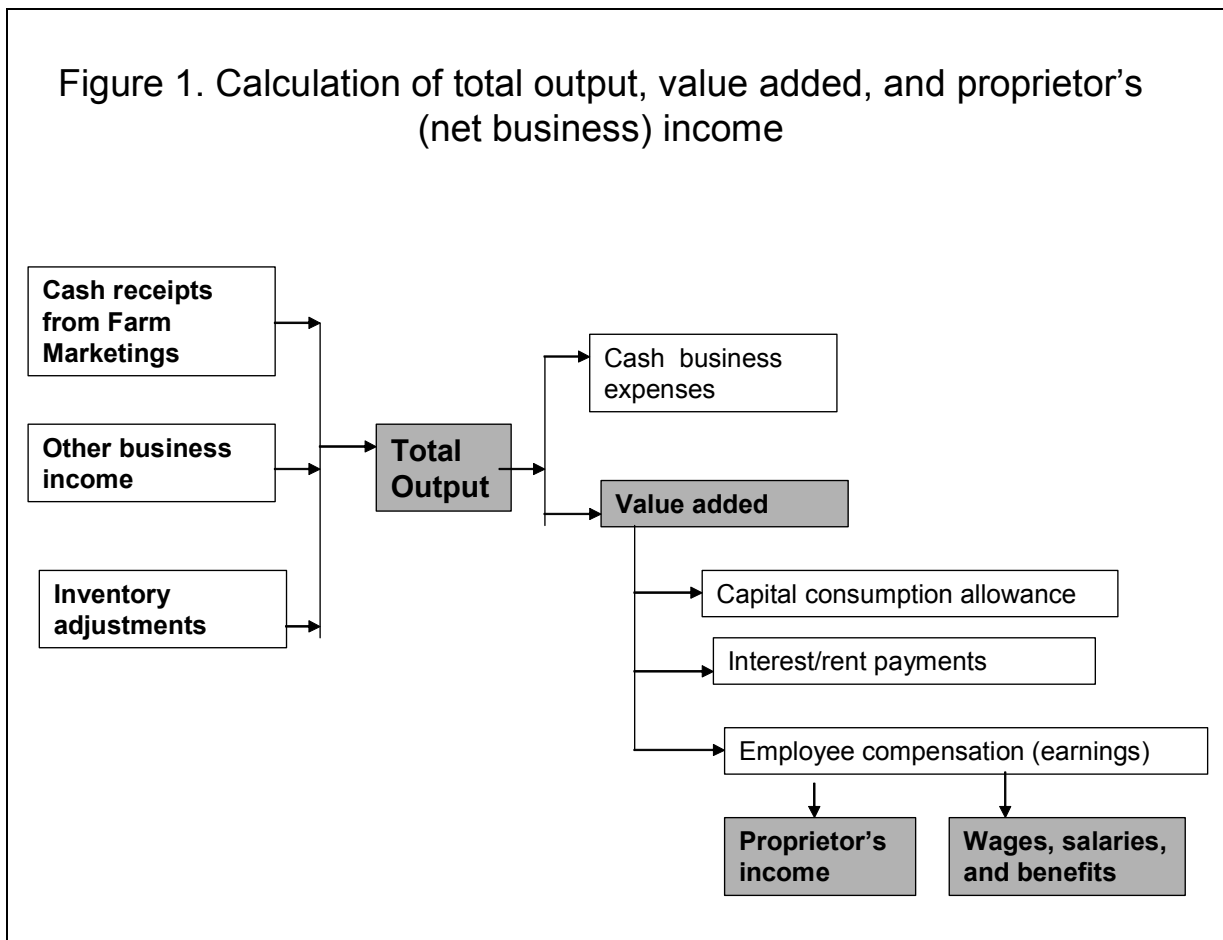 Figure 1. Calculation of total output, value added, and proprietor’s
(net business) income
Cash receipts
from Farm
Marketings
Other business
income
Inventory
adjustments
Total
Output
Cash business
expenses
Value added
Capital consumption allowance
Interest/rent payments
Employee compensation (earnings)
Proprietor’s
income
Wages, salaries,
and benefits